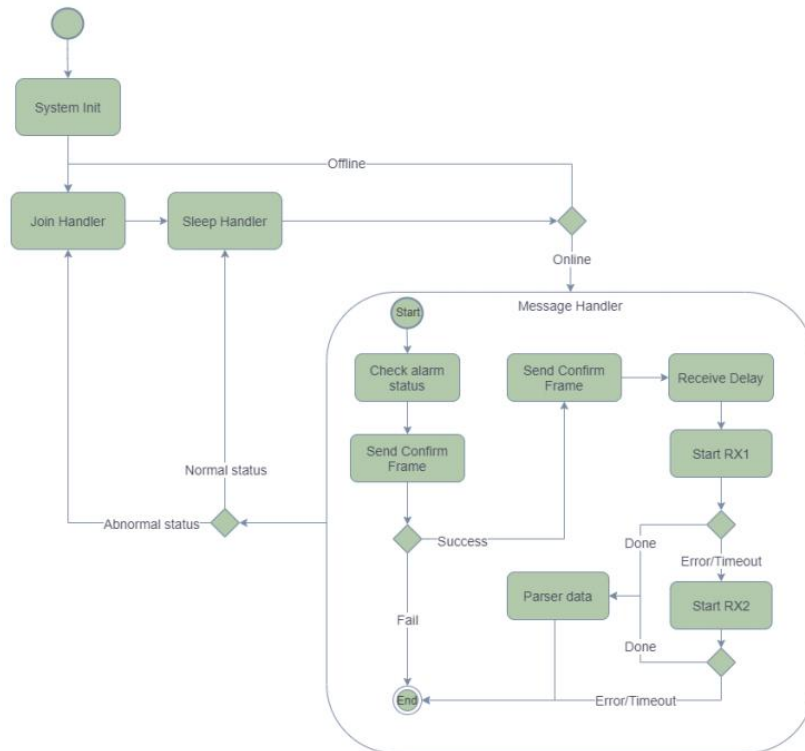 System Init
Offline
Join Handler
Sleep Handler
Online
Message Handler
Start
Check alarm
status
Send Confirm
Frame
Receive Delay
Send Confirm
Frame
Start RX1
Normal status
Abnormal status
Success
Done
Error/Timeout
Parser data
Start RX2
Fail
Done
End
Error/Timeout